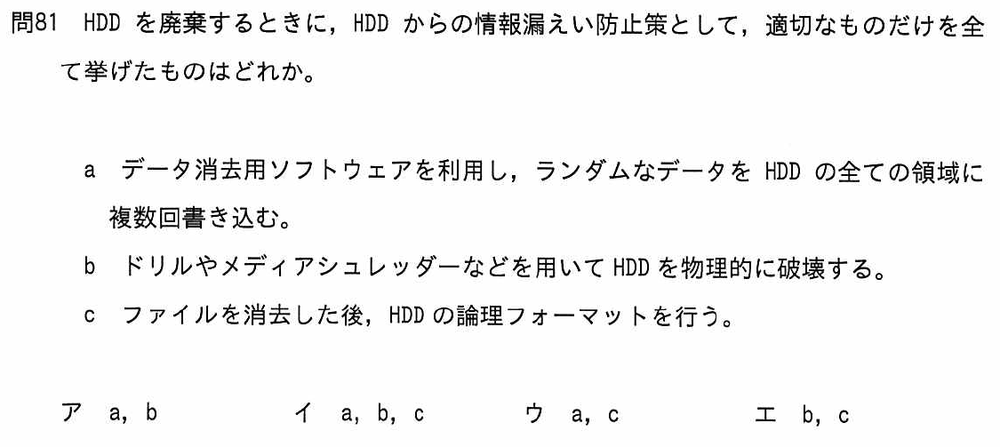 問81 HDD を廃棄するときに，HDD からの情報漏えい防止策として，適切なものだけを全
て挙げたものはどれか。
a データ消去用ソフトウェアを利用し，ランダムなデータを HDD の全ての領域に
複数回書き込む。
b ドリルやメディアシュレッダーなどを用いて HDD を物理的に破壊する。
c ファイルを消去した後，HDD の論理フォーマットを行う。
ア a，b イ a，b，c ウ a，c エ b，c